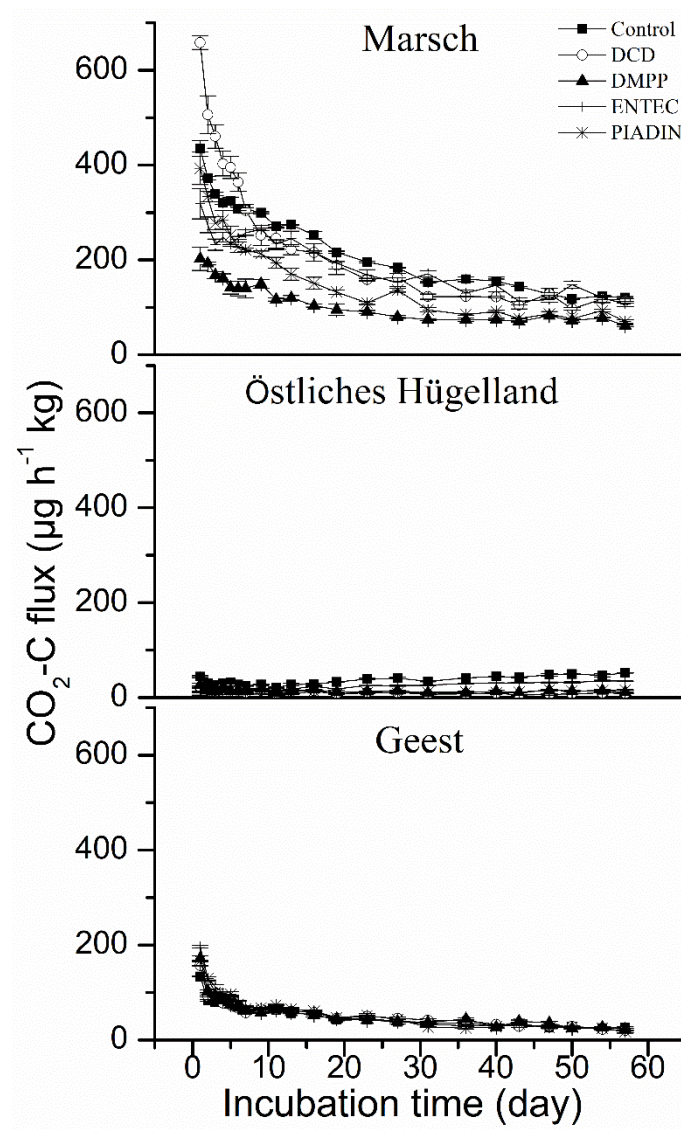 Marsch
Control
DCD
DMPP
ENTEC
PIADIN
600
400
200
0
Östliches Hügelland
600
400
200
0
CO₂-C flux (µg h⁻¹ kg)
Geest
600
400
200
0
0 10 20 30 40 50 60
Incubation time (day)